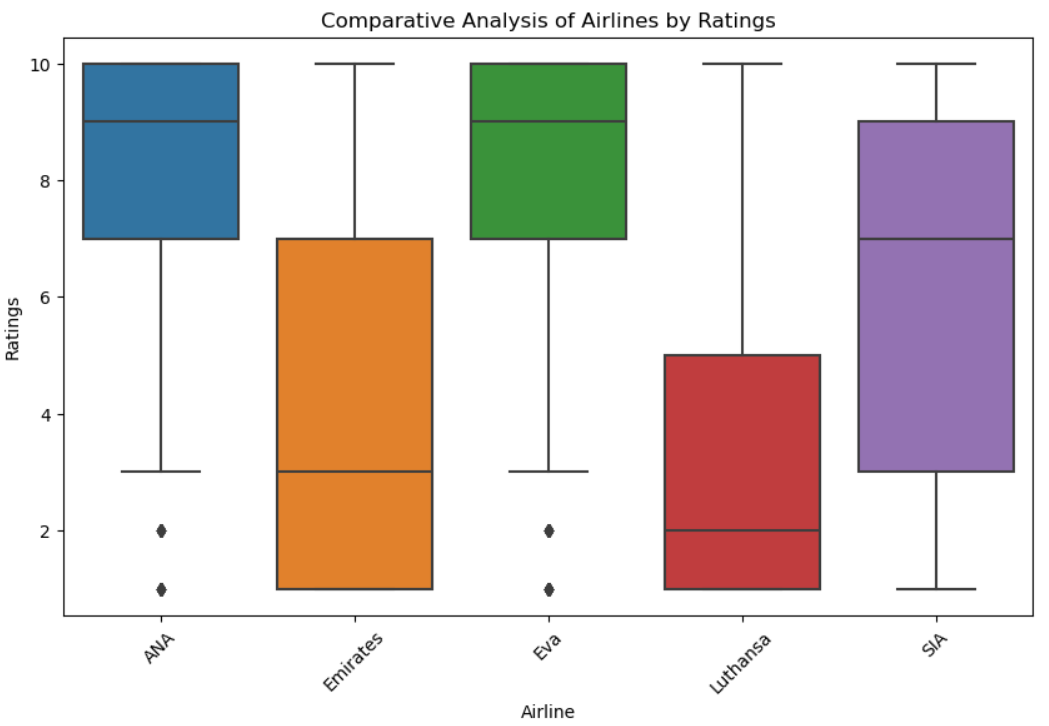 Comparative Analysis of Airlines by Ratings
Ratings
10
8
6
4
2
ANA
Emirates
Eva
Luthansa
SIA
Airline